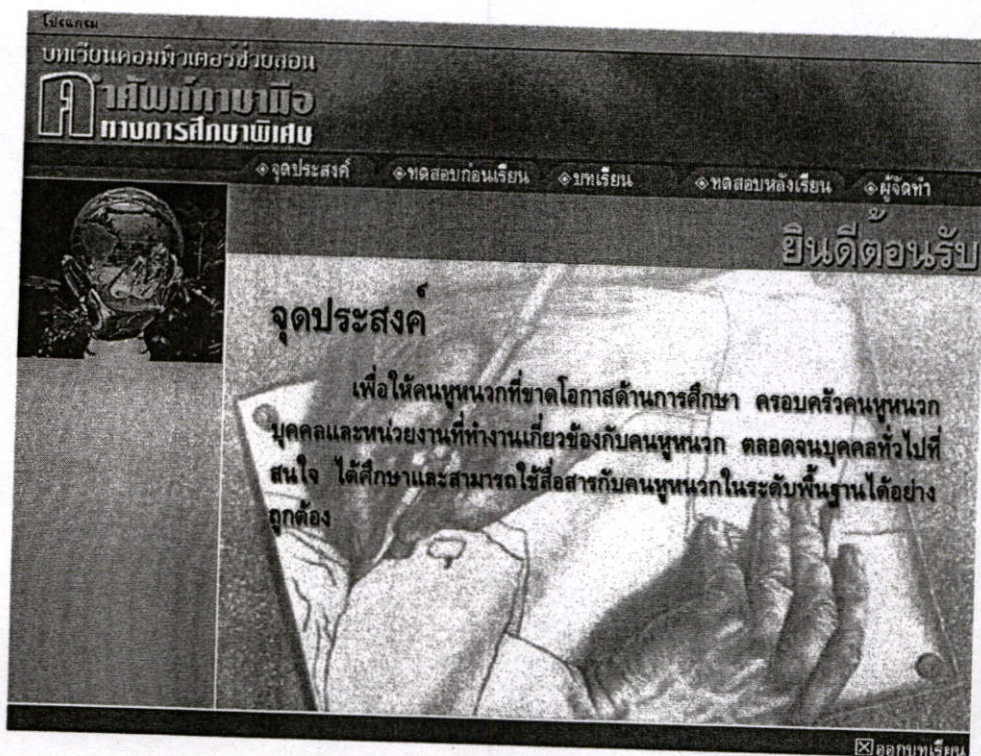 โปรแกรม
บทเรียนคอมพิวเตอร์ช่วยสอน
คำศัพท์ภาษามือ
ทางการศึกษาพิเศษ
จุดประสงค์ ทดสอบก่อนเรียน บทเรียน ทดสอบหลังเรียน ผู้จัดทำ
ยินดีต้อนรับ
จุดประสงค์
เพื่อให้คนหูหนวกที่ขาดโอกาสด้านการศึกษา ครอบครัวคนหูหนวก
บุคคลและหน่วยงานที่ทำงานเกี่ยวข้องกับคนหูหนวก ตลอดจนบุคคลทั่วไปที่
สนใจ ได้ศึกษาและสามารถใช้สื่อสารกับคนหูหนวกในระดับพื้นฐานได้อย่าง
ถูกต้อง
ออกบทเรียน